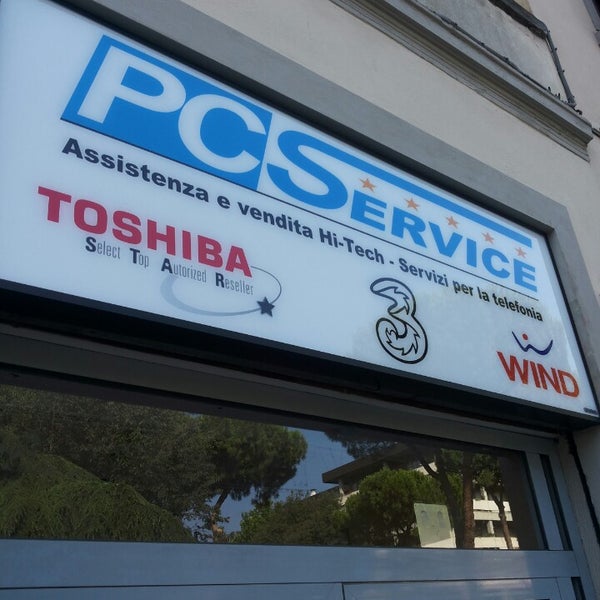 PCSERVICE
Assistenza e vendita Hi-Tech - Servizi per la telefonia
TOSHIBA
Select Top Autorized Reseller
3
WIND